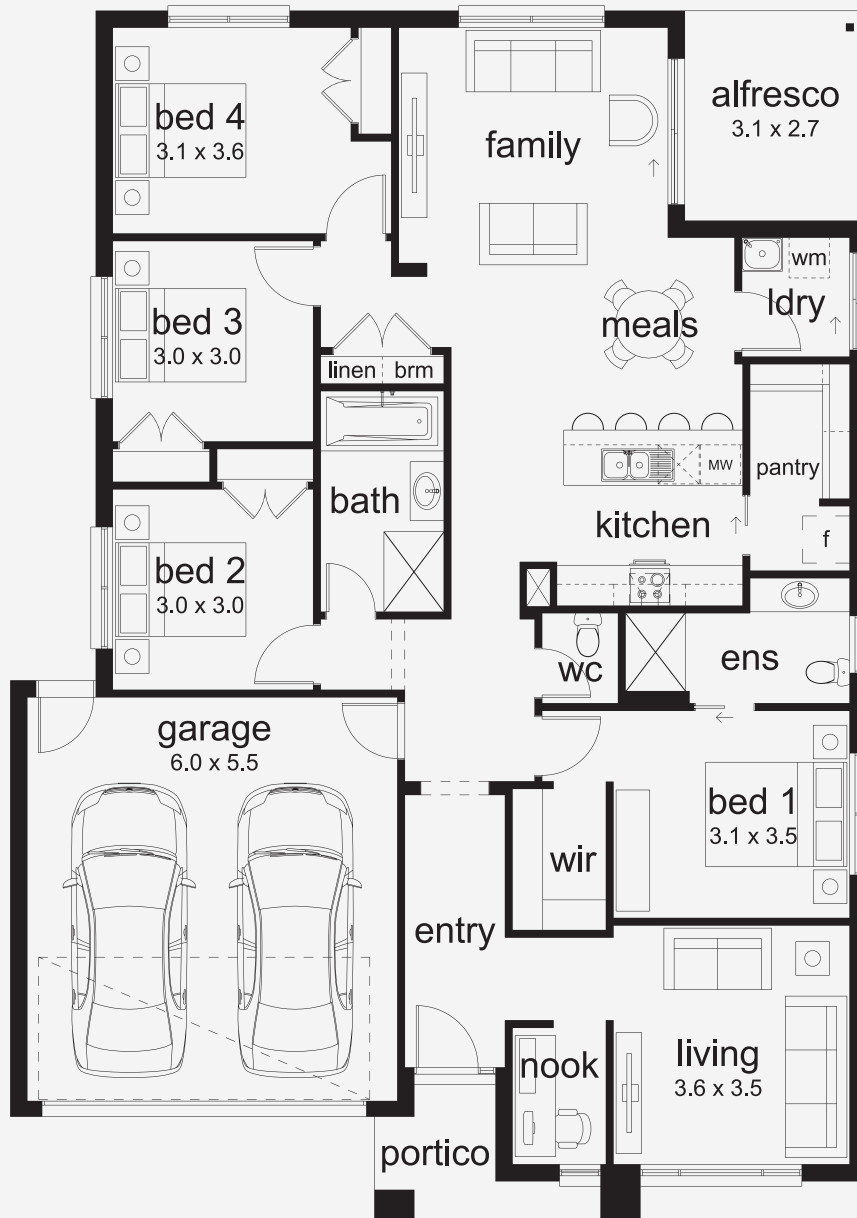 bed 4
3.1 x 3.6
family
alfresco
3.1 x 2.7
wm
ldry
bed 3
3.0 x 3.0
meals
linen
brm
MW
pantry
bath
kitchen
f
bed 2
3.0 x 3.0
wc
ens
garage
6.0 x 5.5
bed 1
3.1 x 3.5
wir
entry
nook
living
3.6 x 3.5
portico